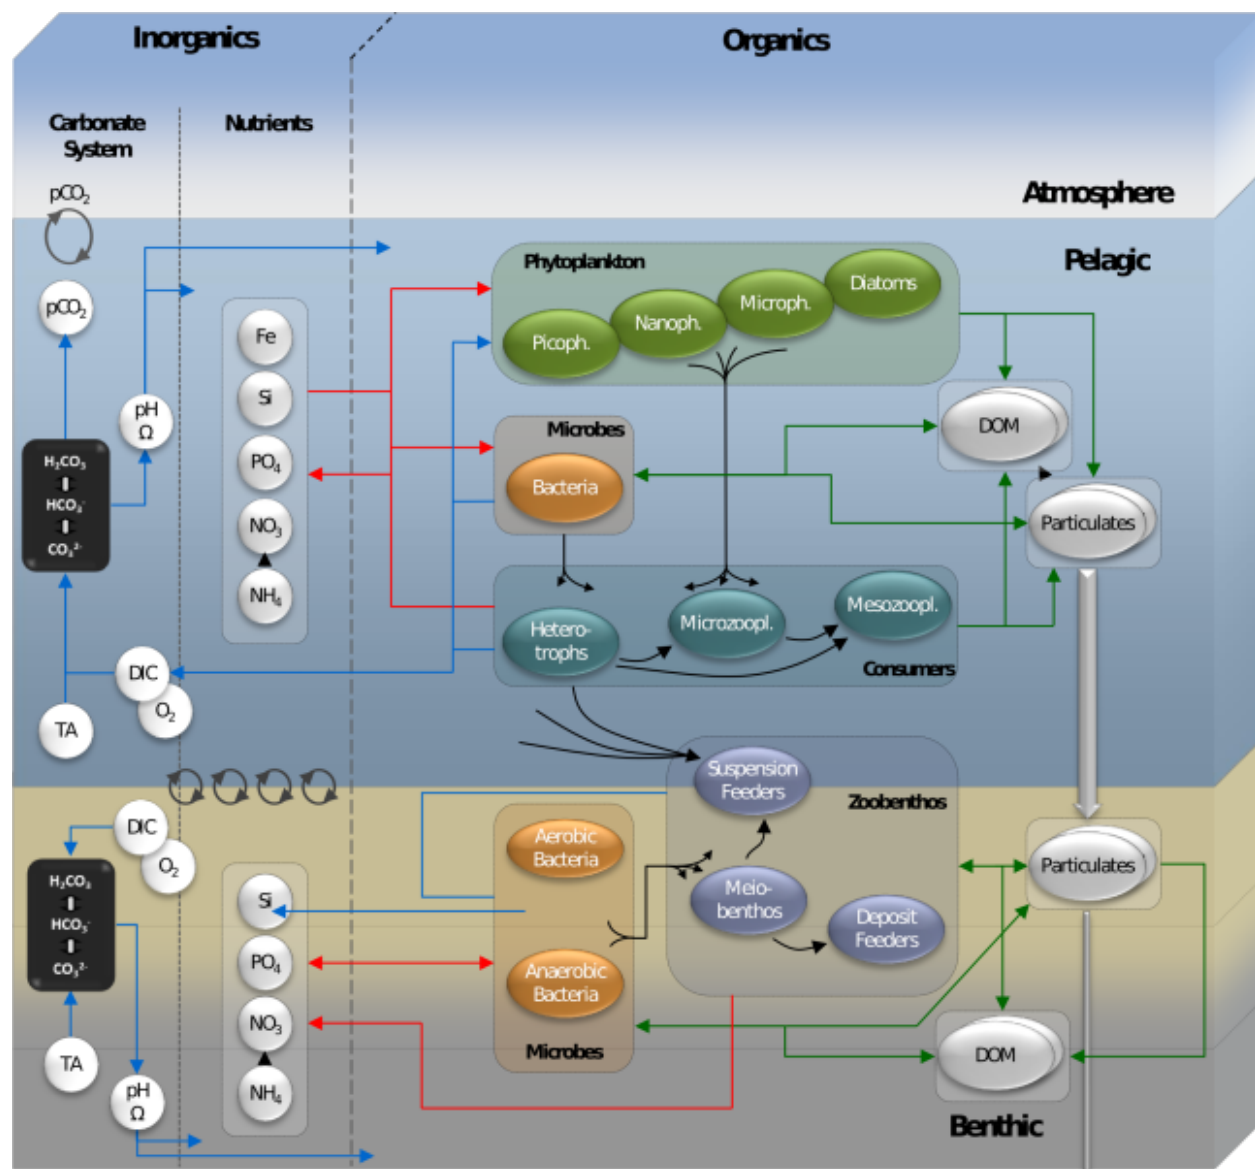 Inorganics
Organics
Carbonate
System
Nutrients
pCO₂
Atmosphere
Pelagic
pCO₂
pH
Ω
H₂CO₃
HCO₃⁻
CO₃²⁻
Fe
Si
PO₄
NO₃
NH₄
DIC
O₂
TA
Phytoplankton
Picoph.
Nanoph.
Microph.
Diatoms
Microbes
Bacteria
DOM
Particulates
Hetero-
trophs
Microzoopl.
Mesozoopl.
Consumers
Suspension
Feeders
Zoobenthos
Meio-
benthos
Deposit
Feeders
DIC
O₂
H₂CO₃
HCO₃⁻
CO₃²⁻
TA
pH
Ω
Si
PO₄
NO₃
NH₄
Aerobic
Bacteria
Anaerobic
Bacteria
Microbes
Particulates
DOM
Benthic